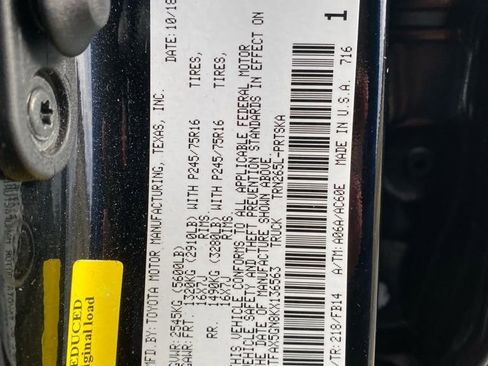 MFD. BY: TOYOTA MOTOR MANUFACTURING, TEXAS, INC. DATE: 10/18
GVWR: 2545KG (5600LB)
GAWR: FRT. 1320KG (2910LB) WITH P245/75R16 TIRES,
16X7J RIMS,
RR. 1490KG (3280LB) WITH P245/75R16 TIRES,
16X7J RIMS,
THIS VEHICLE CONFORMS TO ALL APPLICABLE FEDERAL MOTOR
VEHICLE SAFETY AND THEFT PREVENTION STANDARDS IN EFFECT ON
THE DATE OF MANUFACTURE SHOWN ABOVE.
TFAX5GN8KX136563 TRUCK TRN265L-PRTSKA
/TR: 218/FB14 A/TM: A06A/AC60E MADE IN U.S.A. 716
1
EDUCED
riginal load